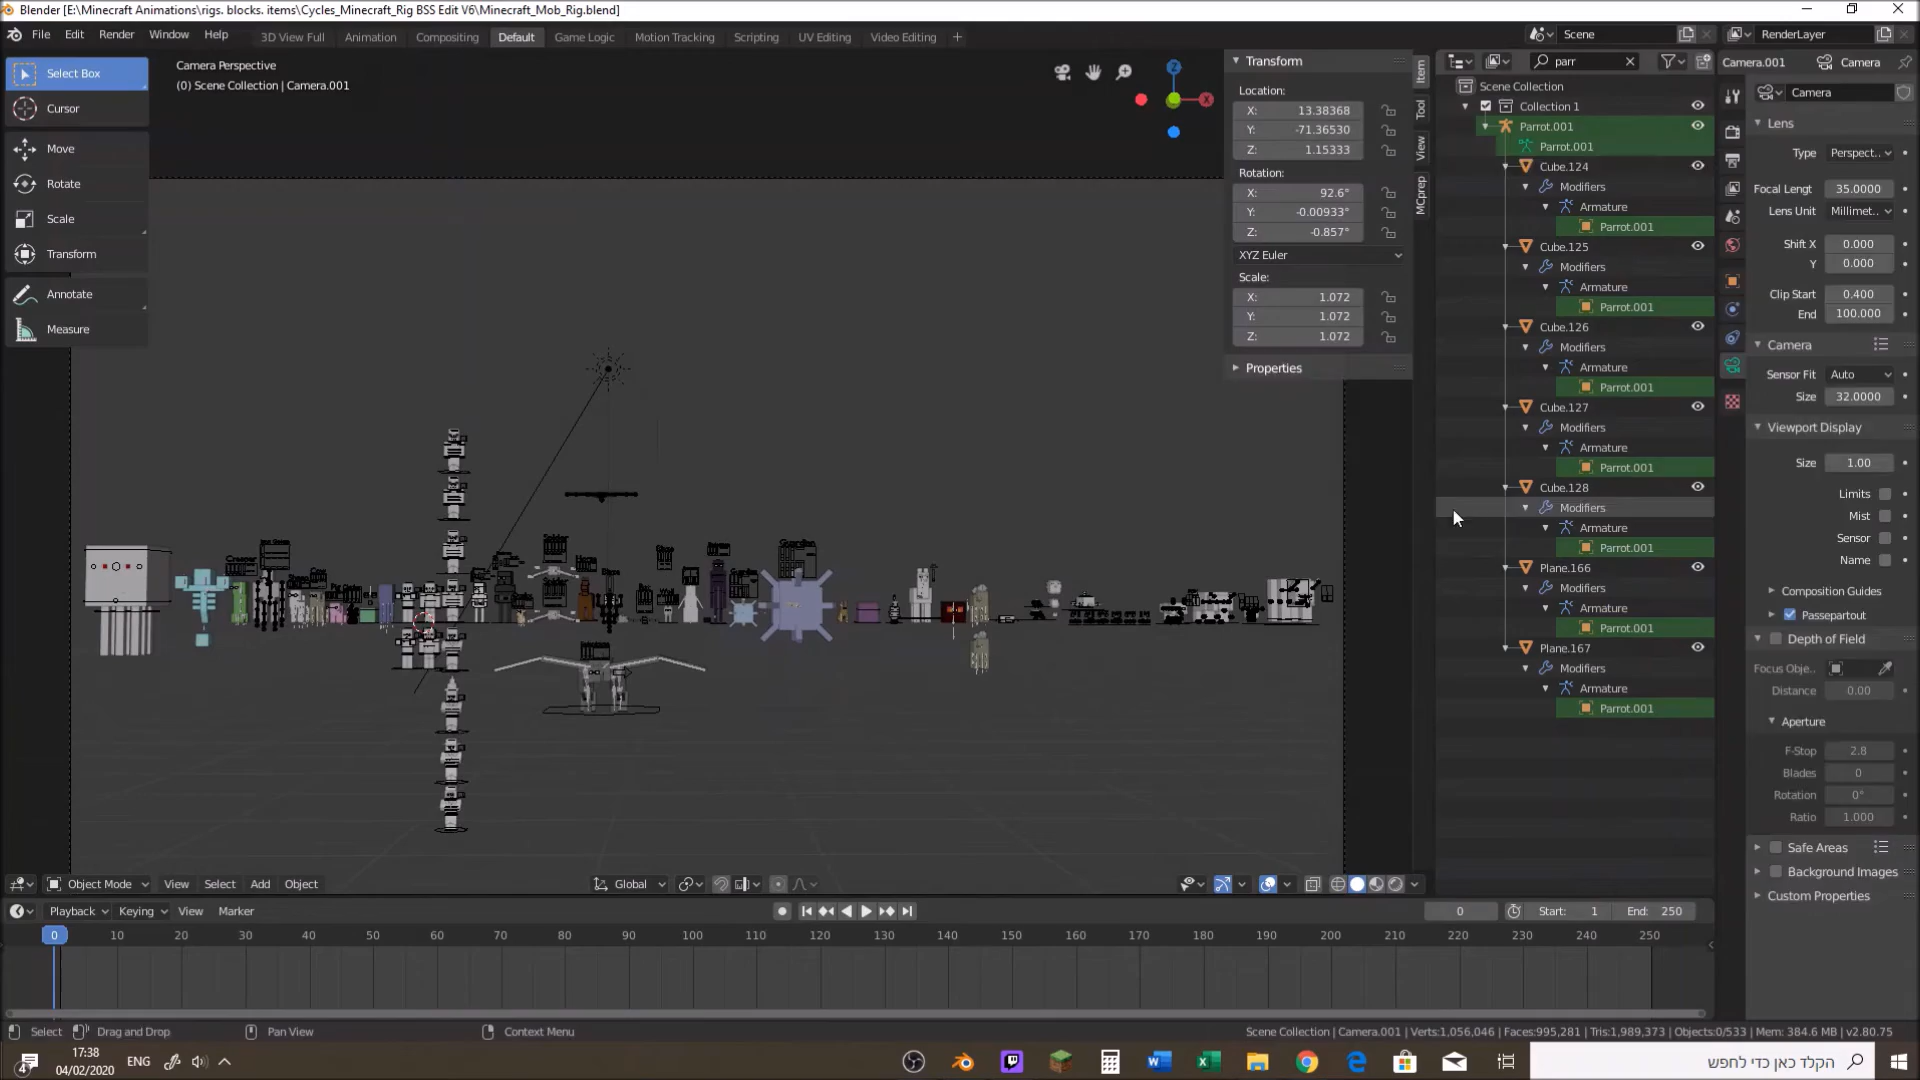 Blender [E:\Minecraft Animations\rigs. blocks. items\Cycles_Minecraft_Rig BSS Edit V6\Minecraft_Mob_Rig.blend]
File Edit Render Window Help 3D View Full Animation Compositing Default Game Logic Motion Tracking Scripting UV Editing Video Editing + Scene RenderLayer
Select Box
Cursor
Move
Rotate
Scale
Transform
Annotate
Measure
Camera Perspective
(0) Scene Collection | Camera.001
Z
X
Transform
Location:
X: 13.38368
Y: -71.36530
Z: 1.15333
Rotation:
X: 92.6°
Y: -0.00933°
Z: -0.857°
XYZ Euler
Scale:
X: 1.072
Y: 1.072
Z: 1.072
Properties
Item
Tool
View
MCprep
parr
Scene Collection
Collection 1
Parrot.001
Parrot.001
Cube.124
Modifiers
Armature
Parrot.001
Cube.125
Modifiers
Armature
Parrot.001
Cube.126
Modifiers
Armature
Parrot.001
Cube.127
Modifiers
Armature
Parrot.001
Cube.128
Modifiers
Armature
Parrot.001
Plane.166
Modifiers
Armature
Parrot.001
Plane.167
Modifiers
Armature
Parrot.001
Camera.001 Camera
Camera
Lens
Type Perspect..
Focal Lengt 35.0000
Lens Unit Millimet..
Shift X 0.000
Y 0.000
Clip Start 0.400
End 100.000
Camera
Sensor Fit Auto
Size 32.0000
Viewport Display
Size 1.00
Limits
Mist
Sensor
Name
Composition Guides
Passepartout
Depth of Field
Focus Obje..
Distance 0.00
Aperture
F-Stop 2.8
Blades 0
Rotation 0°
Ratio 1.000
Safe Areas
Background Images
Custom Properties
Object Mode View Select Add Object Global
Playback Keying View Marker 0 Start: 1 End: 250
0 10 20 30 40 50 60 70 80 90 100 110 120 130 140 150 160 170 180 190 200 210 220 230 240 250
Select Drag and Drop Pan View Context Menu Scene Collection | Camera.001 | Verts:1,056,046 | Faces:995,281 | Tris:1,989,373 | Objects:0/533 | Mem: 384.6 MB | v2.80.75
4 17:38 ENG הקלד כאן כדי לחפש
04/02/2020